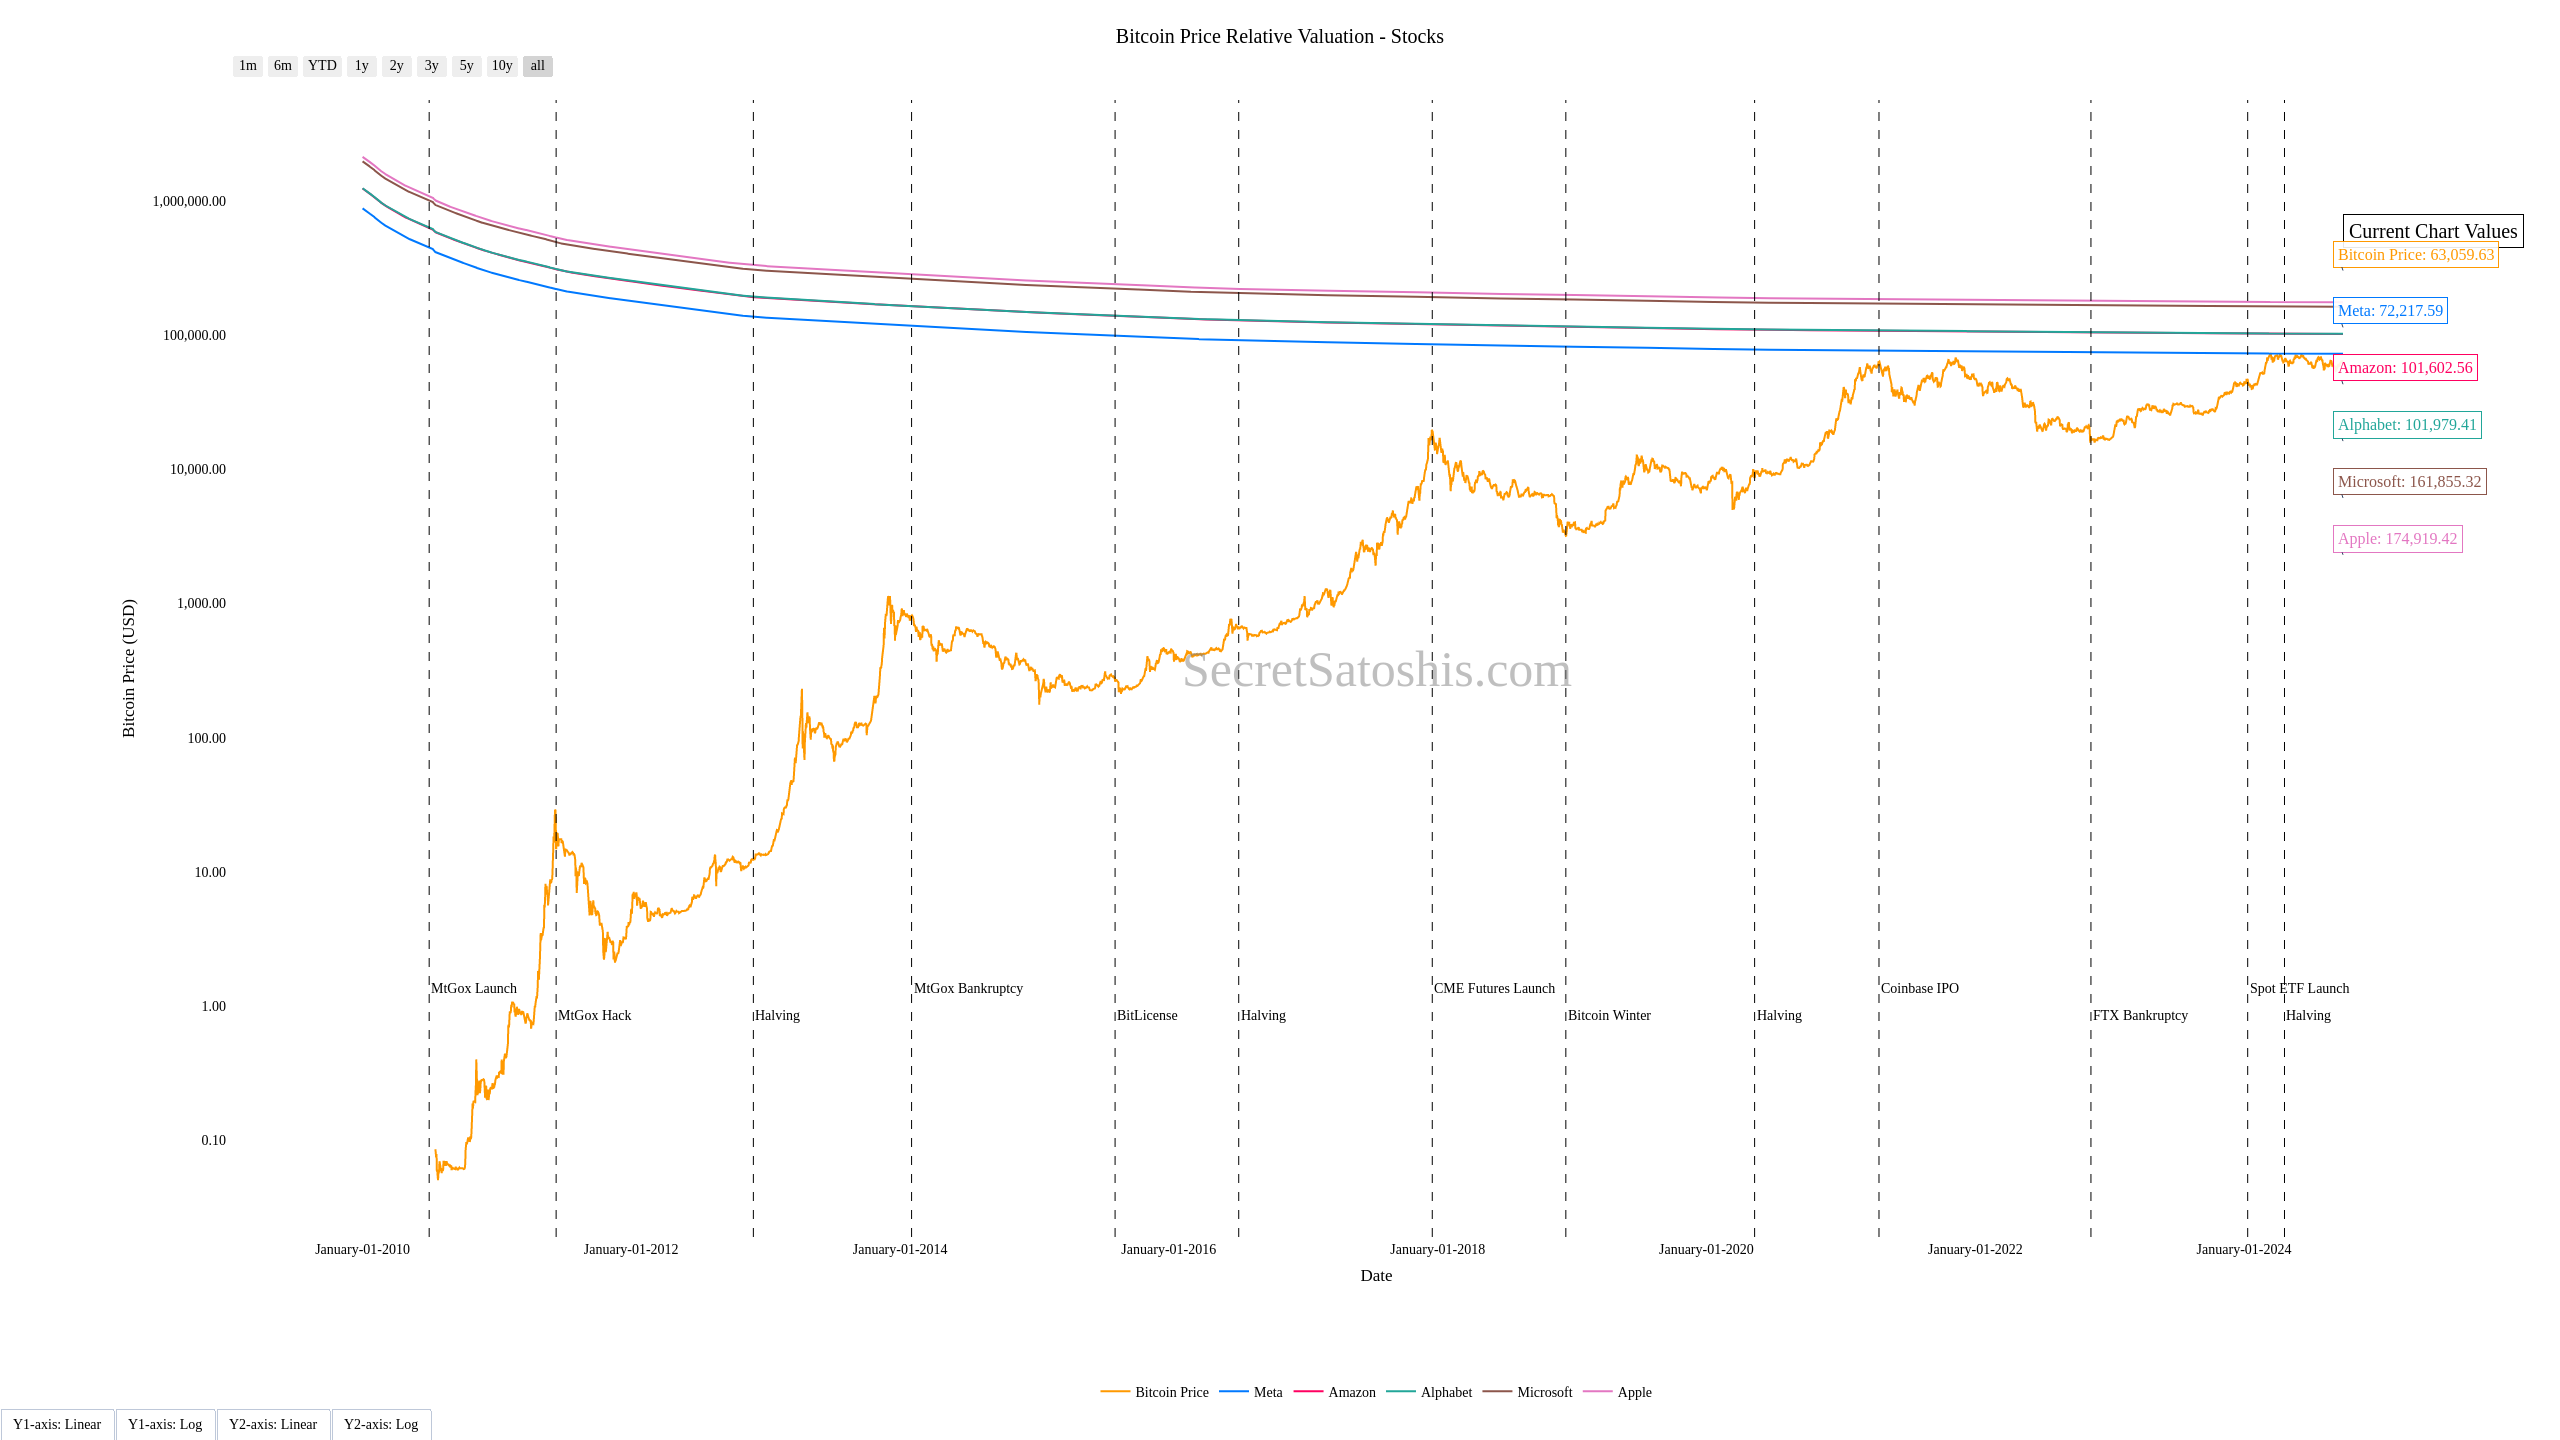 Bitcoin Price Relative Valuation - Stocks
1m 6m YTD 1y 2y 3y 5y 10y all
1,000,000.00
100,000.00
10,000.00
1,000.00
100.00
10.00
1.00
0.10
Bitcoin Price (USD)
Current Chart Values
Bitcoin Price: 63,059.63
Meta: 72,217.59
Amazon: 101,602.56
Alphabet: 101,979.41
Microsoft: 161,855.32
Apple: 174,919.42
SecretSatoshis.com
MtGox Launch
MtGox Hack
Halving
MtGox Bankruptcy
BitLicense
Halving
CME Futures Launch
Bitcoin Winter
Halving
Coinbase IPO
FTX Bankruptcy
Spot ETF Launch
Halving
January-01-2010 January-01-2012 January-01-2014 January-01-2016 January-01-2018 January-01-2020 January-01-2022 January-01-2024
Date
Bitcoin Price Meta Amazon Alphabet Microsoft Apple
Y1-axis: Linear Y1-axis: Log Y2-axis: Linear Y2-axis: Log